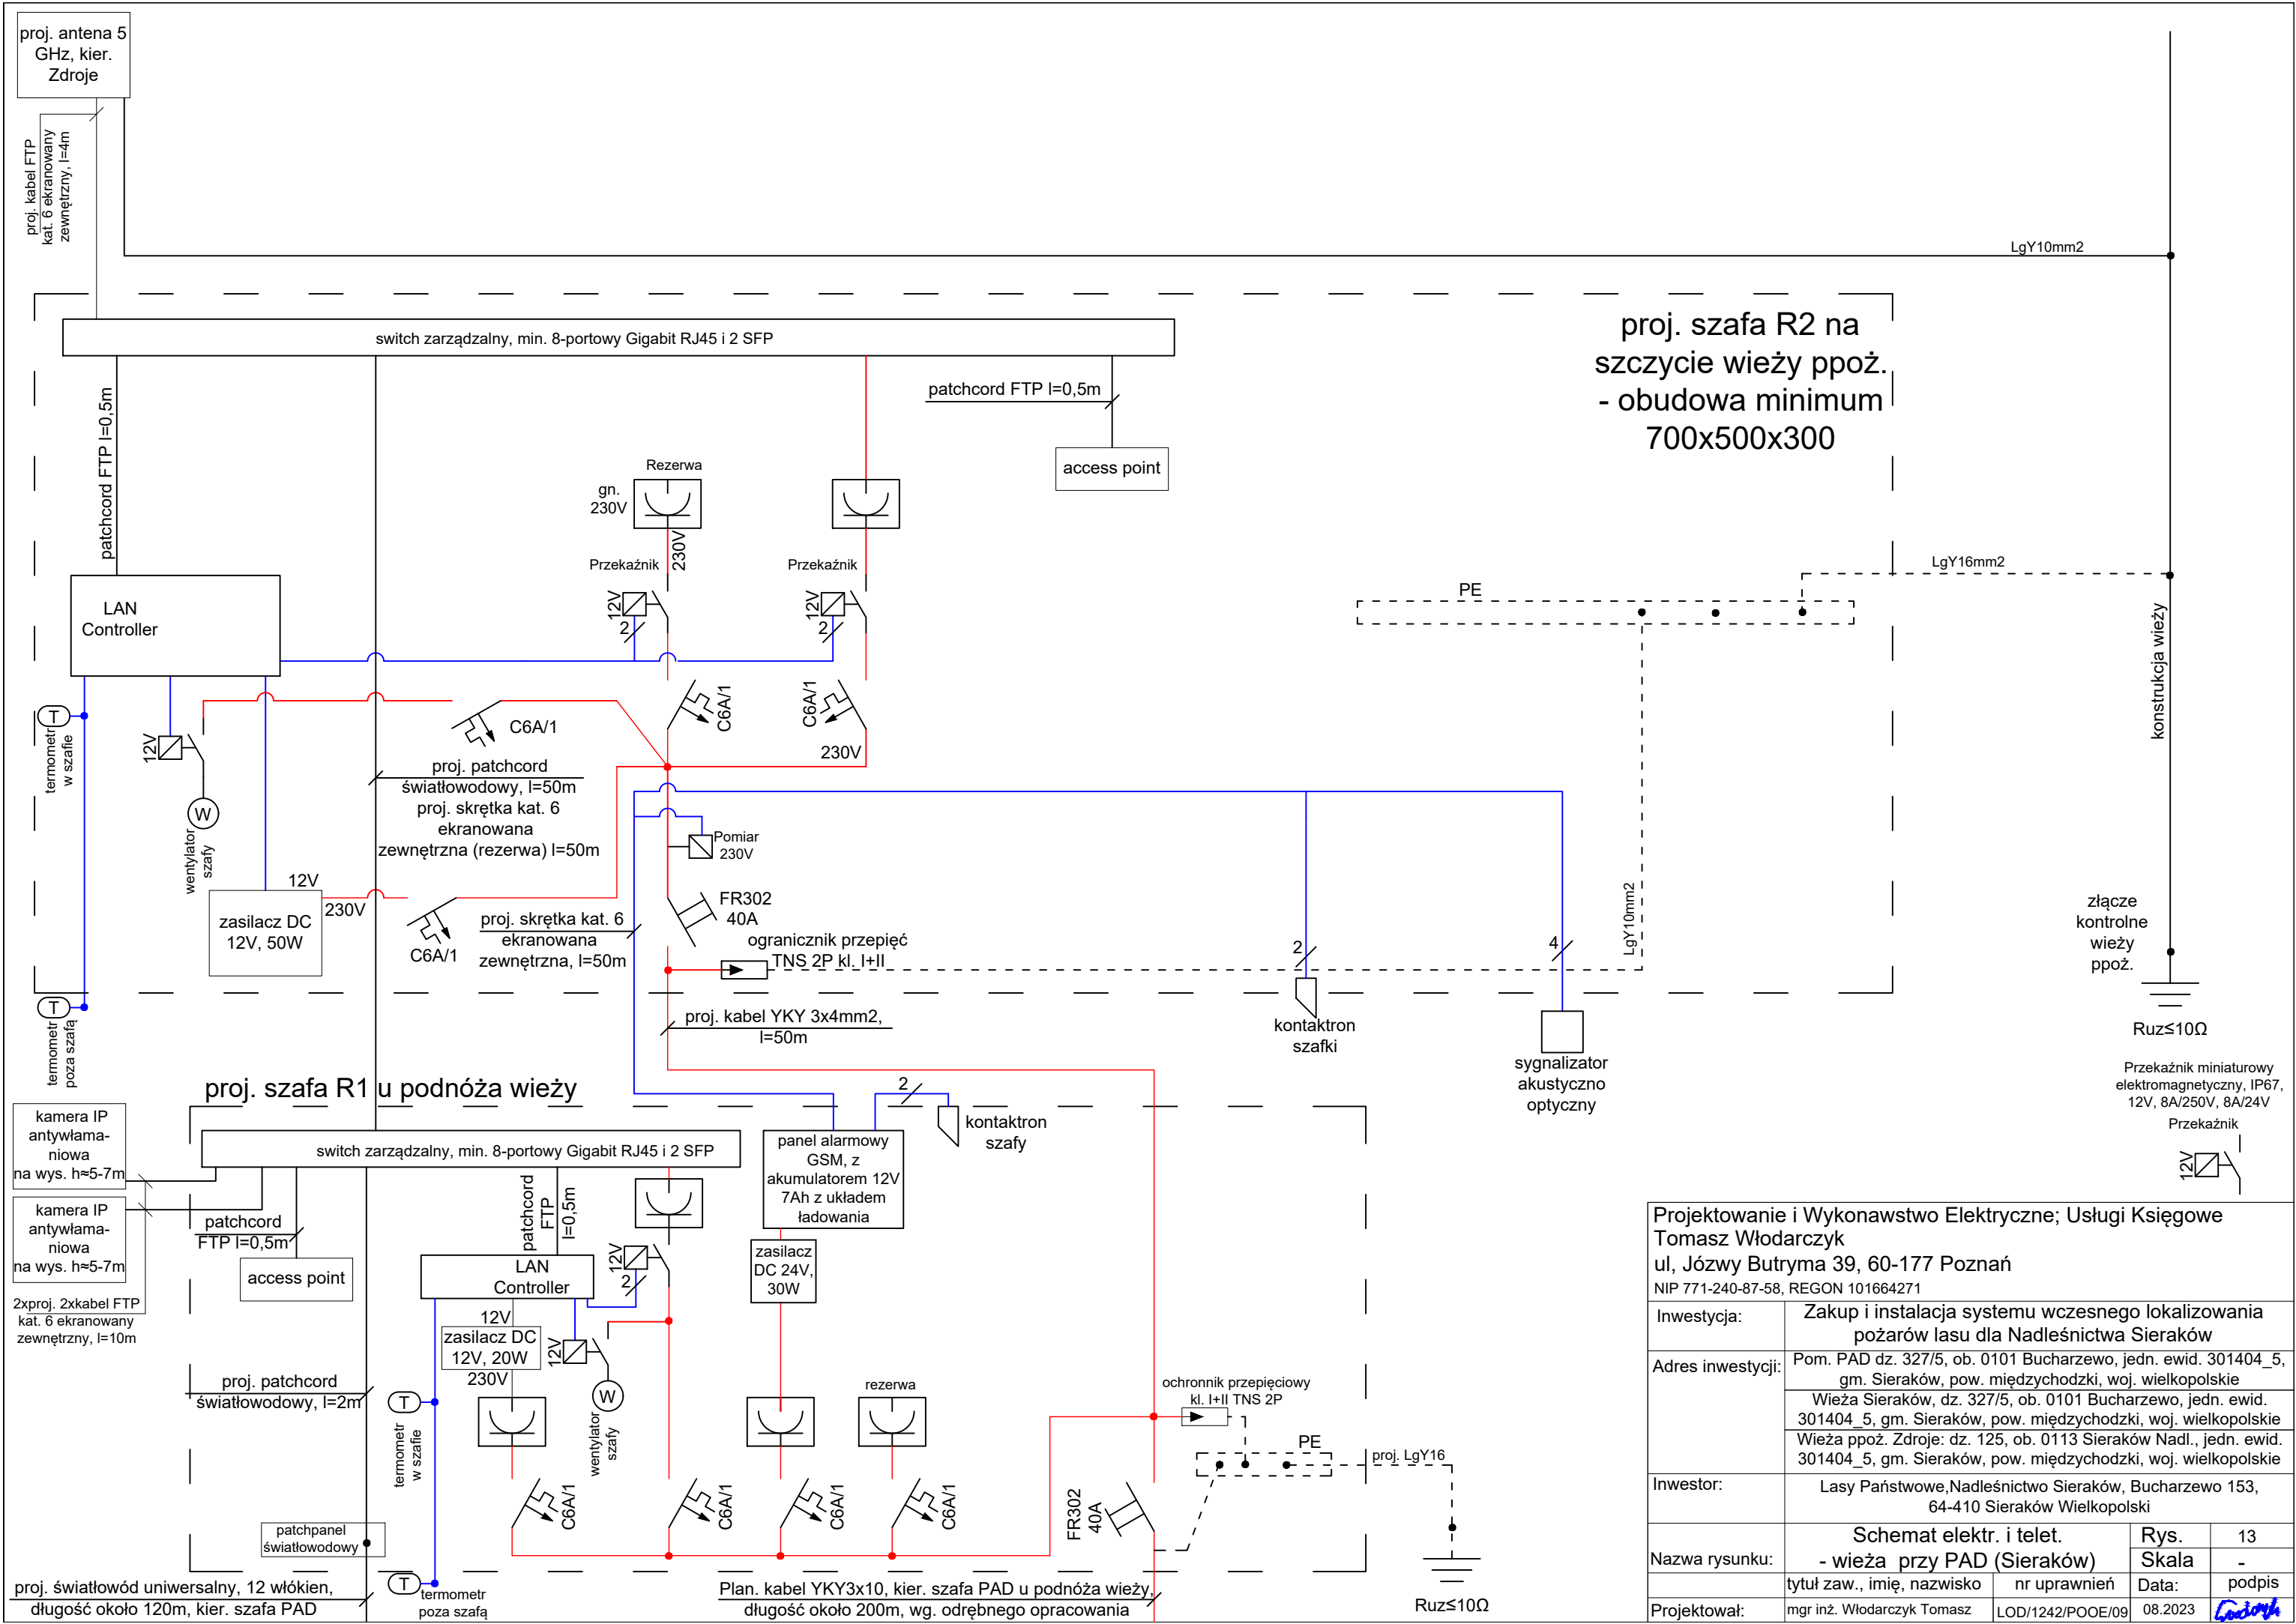 proj. antena 5
GHz, kier.
Zdroje
proj. kabel FTP
kat. 6 ekranowany
zewnętrzny, l=4m
LgY10mm2
switch zarządzalny, min. 8-portowy Gigabit RJ45 i 2 SFP
proj. szafa R2 na
szczycie wieży ppoż.
- obudowa minimum
700x500x300
patchcord FTP l=0,5m
patchcord FTP l=0,5m
access point
Rezerwa
gn.
230V
230V
Przekaźnik
Przekaźnik
12V
2
12V
2
LAN
Controller
PE
LgY16mm2
konstrukcja wieży
C6A/1
C6A/1
C6A/1
230V
T
termometr
w szafie
12V
W
wentylator
szafy
proj. patchcord
światłowodowy, l=50m
proj. skrętka kat. 6
ekranowana
zewnętrzna (rezerwa) l=50m
Pomiar
230V
12V
230V
zasilacz DC
12V, 50W
C6A/1
FR302
40A
proj. skrętka kat. 6
ekranowana
zewnętrzna, l=50m
ogranicznik przepięć
TNS 2P kl. I+II
2
4
LgY10mm2
złącze
kontrolne
wieży
ppoż.
Ruz≤10Ω
T
termometr
poza szafą
proj. kabel YKY 3x4mm2,
l=50m
kontaktron
szafki
sygnalizator
akustyczno
optyczny
Przekaźnik miniaturowy
elektromagnetyczny, IP67,
12V, 8A/250V, 8A/24V
Przekaźnik
12V
proj. szafa R1 u podnóża wieży
kamera IP
antywłama-
niowa
na wys. h≈5-7m
kamera IP
antywłama-
niowa
na wys. h≈5-7m
2xproj. 2xkabel FTP
kat. 6 ekranowany
zewnętrzny, l=10m
switch zarządzalny, min. 8-portowy Gigabit RJ45 i 2 SFP
2
kontaktron
szafy
panel alarmowy
GSM, z
akumulatorem 12V
7Ah z układem
ładowania
patchcord
FTP l=0,5m
access point
patchcord
FTP
l=0,5m
LAN
Controller
12V
2
zasilacz
DC 24V,
30W
12V
zasilacz DC
12V, 20W
230V
12V
W
wentylator
szafy
proj. patchcord
światłowodowy, l=2m
T
termometr
w szafie
rezerwa
ochronnik przepięciowy
kl. I+II TNS 2P
PE
proj. LgY16
C6A/1
C6A/1
C6A/1
C6A/1
FR302
40A
patchpanel
światłowodowy
T
termometr
poza szafą
proj. światłowód uniwersalny, 12 włókien,
długość około 120m, kier. szafa PAD
Plan. kabel YKY3x10, kier. szafa PAD u podnóża wieży,
długość około 200m, wg. odrębnego opracowania
Ruz≤10Ω
Projektowanie i Wykonawstwo Elektryczne; Usługi Księgowe
Tomasz Włodarczyk
ul, Józwy Butryma 39, 60-177 Poznań
NIP 771-240-87-58, REGON 101664271
Inwestycja:
Zakup i instalacja systemu wczesnego lokalizowania
pożarów lasu dla Nadleśnictwa Sieraków
Adres inwestycji:
Pom. PAD dz. 327/5, ob. 0101 Bucharzewo, jedn. ewid. 301404_5,
gm. Sieraków, pow. międzychodzki, woj. wielkopolskie
Wieża Sieraków, dz. 327/5, ob. 0101 Bucharzewo, jedn. ewid.
301404_5, gm. Sieraków, pow. międzychodzki, woj. wielkopolskie
Wieża ppoż. Zdroje: dz. 125, ob. 0113 Sieraków Nadl., jedn. ewid.
301404_5, gm. Sieraków, pow. międzychodzki, woj. wielkopolskie
Inwestor:
Lasy Państwowe,Nadleśnictwo Sieraków, Bucharzewo 153,
64-410 Sieraków Wielkopolski
Nazwa rysunku:
Schemat elektr. i telet.
- wieża przy PAD (Sieraków)
Rys.
13
Skala
-
tytuł zaw., imię, nazwisko
nr uprawnień
Data:
podpis
Projektował:
mgr inż. Włodarczyk Tomasz
LOD/1242/POOE/09
08.2023